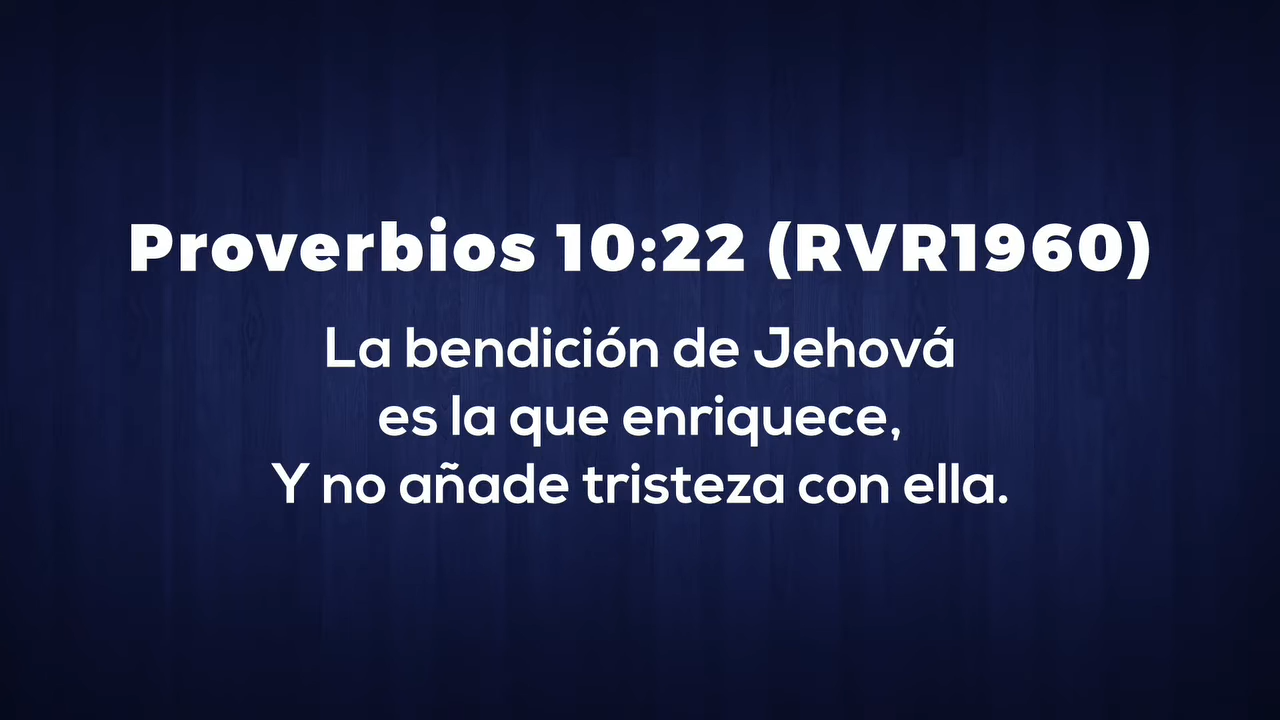 Proverbios 10:22 (RVR1960)
La bendición de Jehová
es la que enriquece,
Y no añade tristeza con ella.